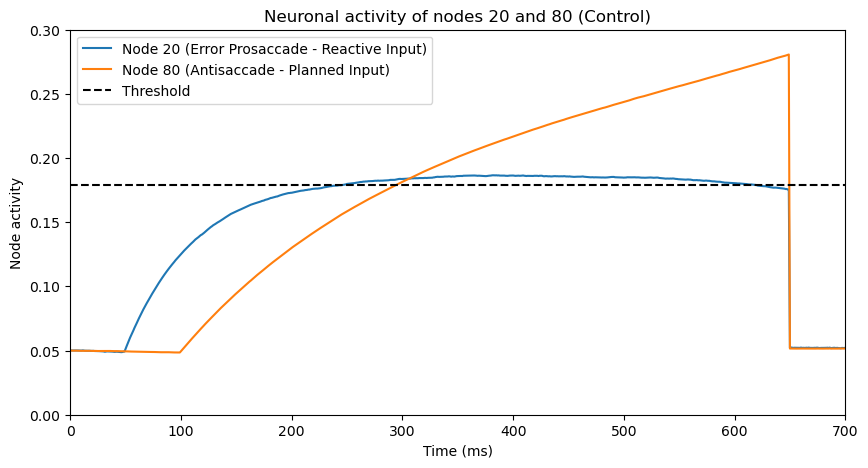 Neuronal activity of nodes 20 and 80 (Control)
Node 20 (Error Prosaccade - Reactive Input)
Node 80 (Antisaccade - Planned Input)
Threshold
Node activity
0.30
0.25
0.20
0.15
0.10
0.05
0.00
0 100 200 300 400 500 600 700
Time (ms)